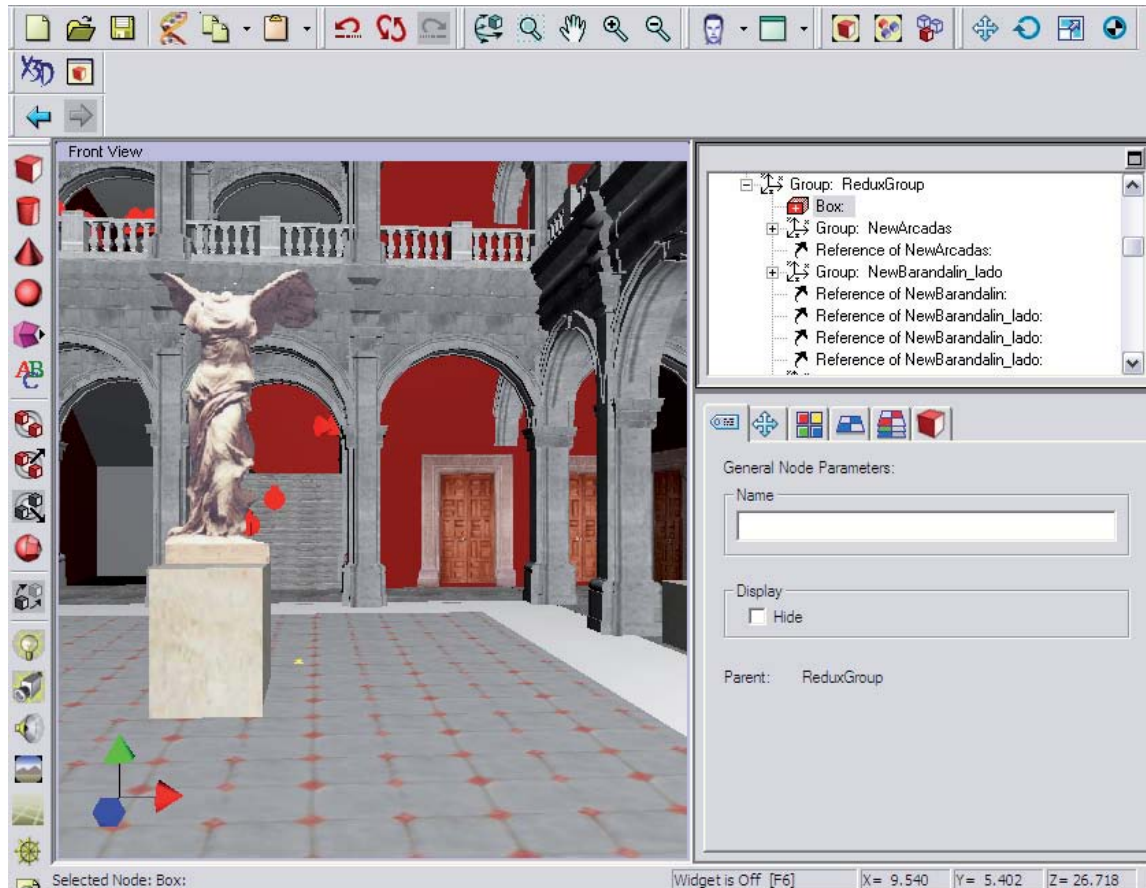 X3D
Front View
Group: ReduxGroup
Box:
Group: NewArcadas
Reference of NewArcadas:
Group: NewBarandalin_lado
Reference of NewBarandalin:
Reference of NewBarandalin_lado:
Reference of NewBarandalin_lado:
Reference of NewBarandalin_lado:
ABC
General Node Parameters:
Name
Display
Hide
Parent: ReduxGroup
Selected Node: Box:
Widget is Off [F6]
X= 9.540
Y= 5.402
Z= 26.718